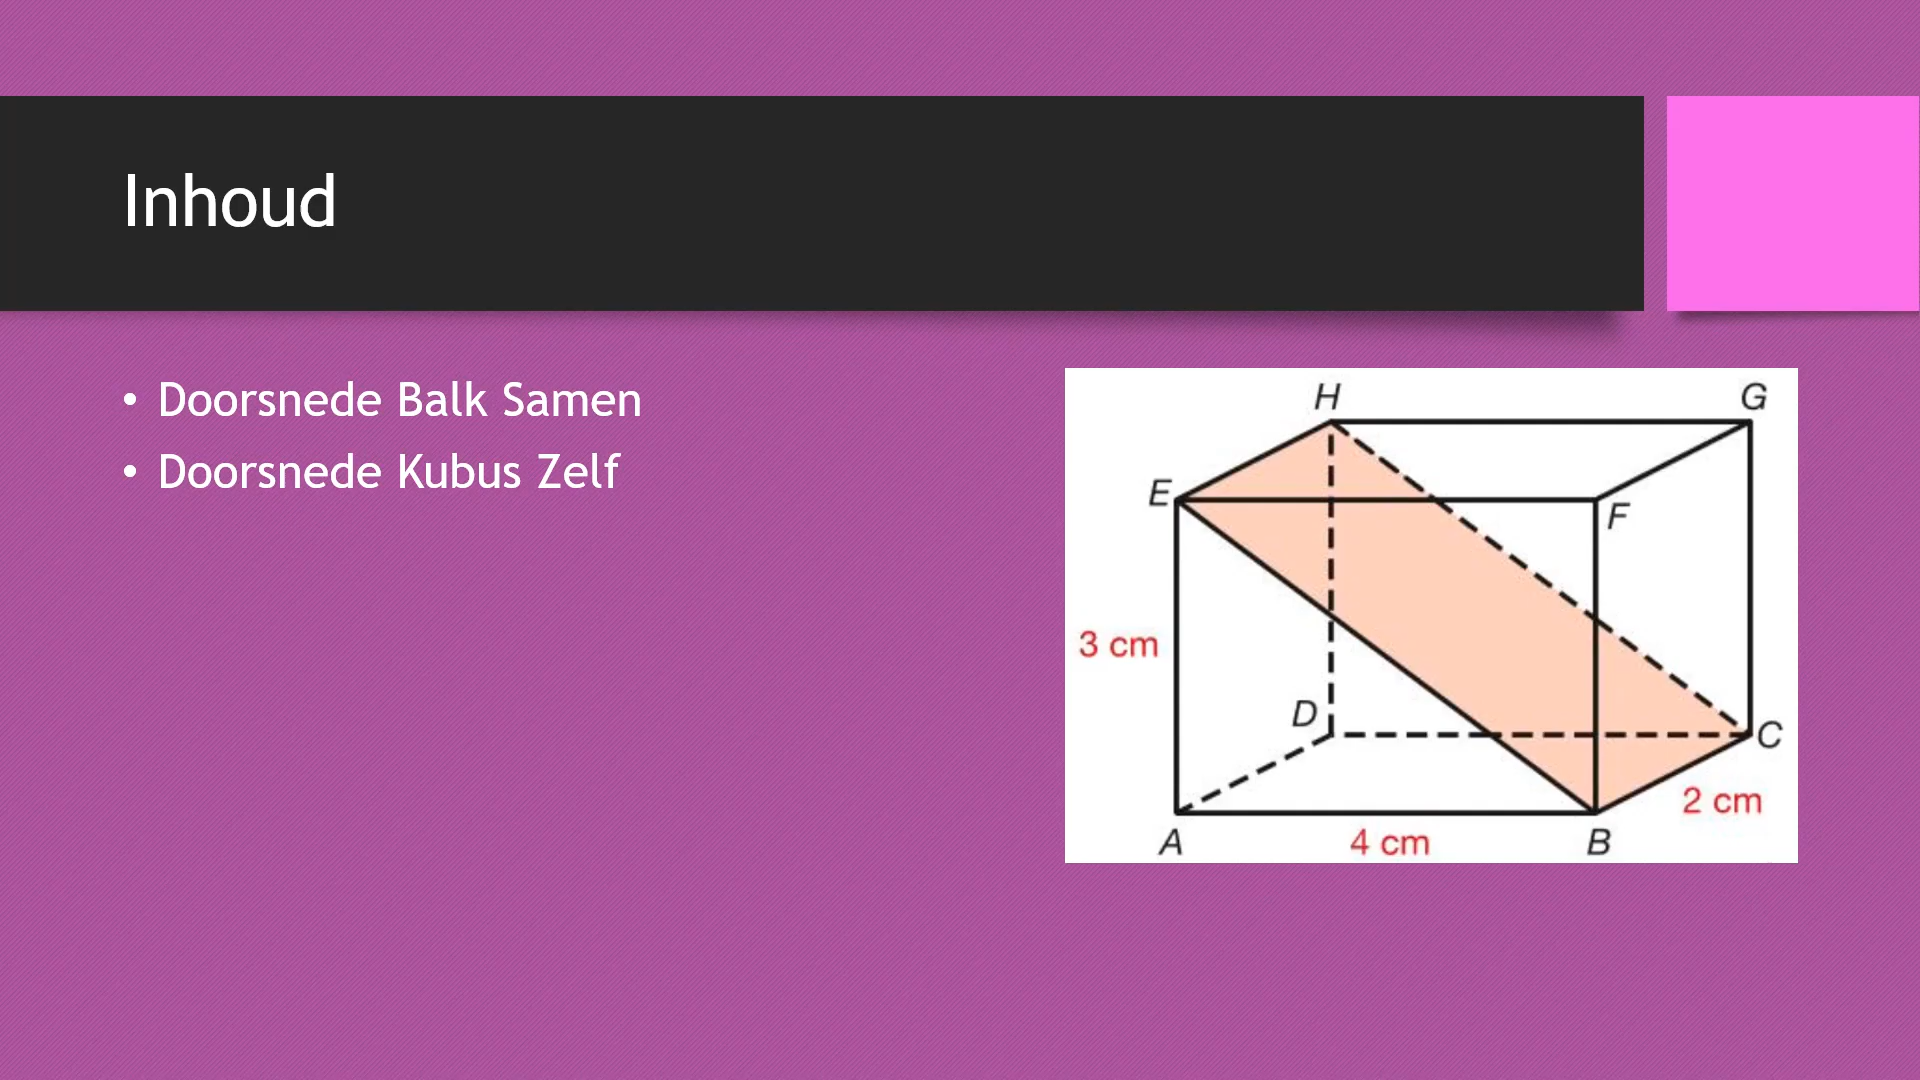 Inhoud
• Doorsnede Balk Samen
• Doorsnede Kubus Zelf
H
G
E
F
3 cm
D
C
2 cm
A
4 cm
B